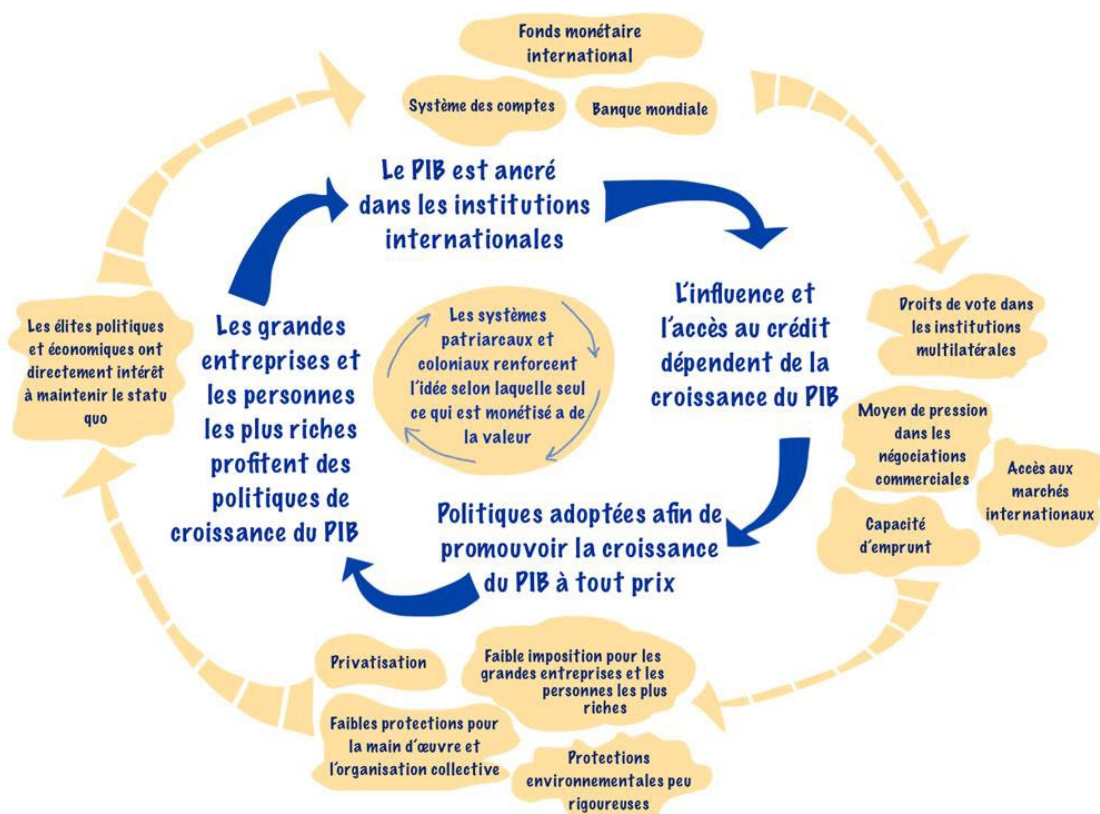 Fonds monétaire
international
Système des comptes
Banque mondiale
Le PIB est ancré
dans les institutions
internationales
L'influence et
l'accès au crédit
dépendent de la
croissance du PIB
Droits de vote dans
les institutions
multilatérales
Moyen de pression
dans les
négociations
commerciales
Accès aux
marchés
internationaux
Capacité
d'emprunt
Politiques adoptées afin de
promouvoir la croissance
du PIB à tout prix
Privatisation
Faible imposition pour les
grandes entreprises et les
personnes les plus
riches
Faibles protections pour
la main d'œuvre et
l'organisation collective
Protections
environnementales peu
rigoureuses
Les grandes
entreprises et
les personnes
les plus riches
profitent des
politiques de
croissance du PIB
Les élites politiques
et économiques ont
directement intérêt
à maintenir le statu
quo
Les systèmes
patriarcaux et
coloniaux renforcent
l'idée selon laquelle seul
ce qui est monétisé a de
la valeur